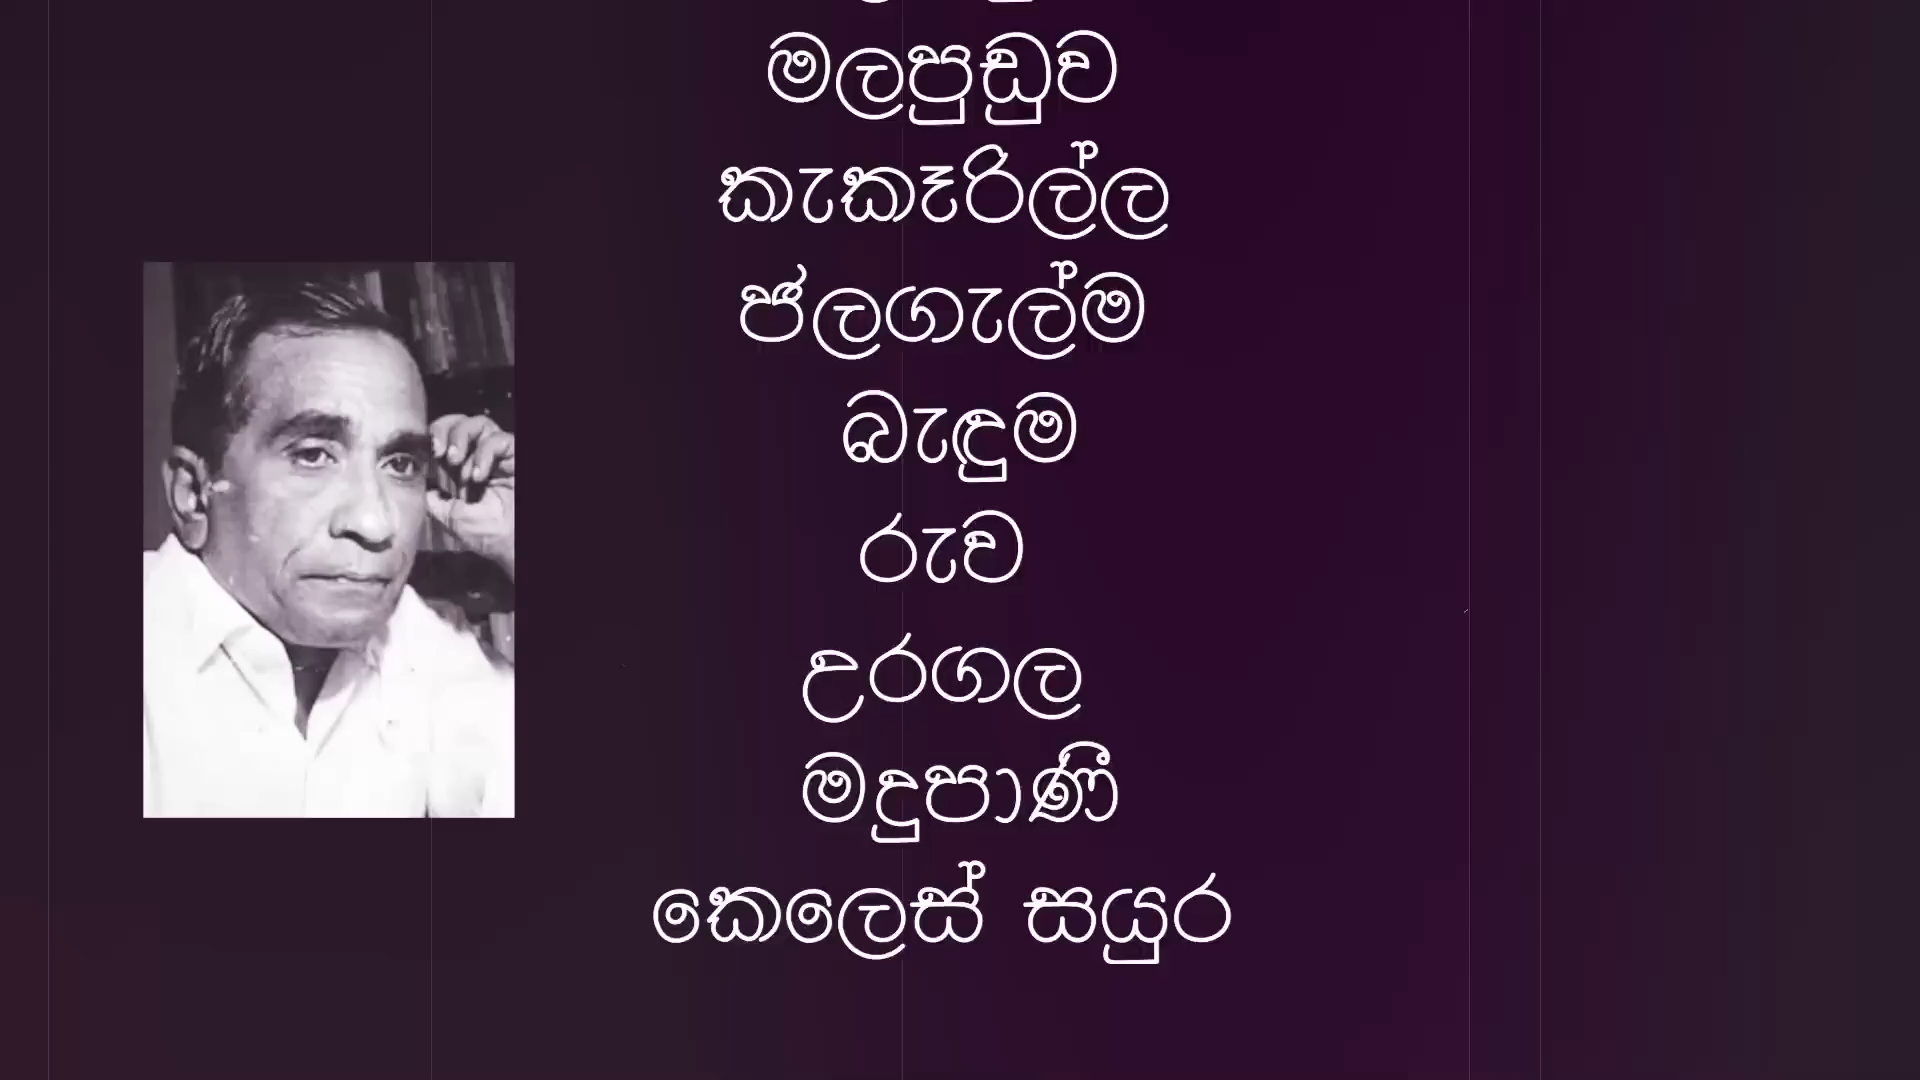 මලපුඩුව
කැකෑරිල්ල
ජලගැල්ම
බැඳුම
රුව
උරගල
මදුපාණී
කෙලෙස් සයුර